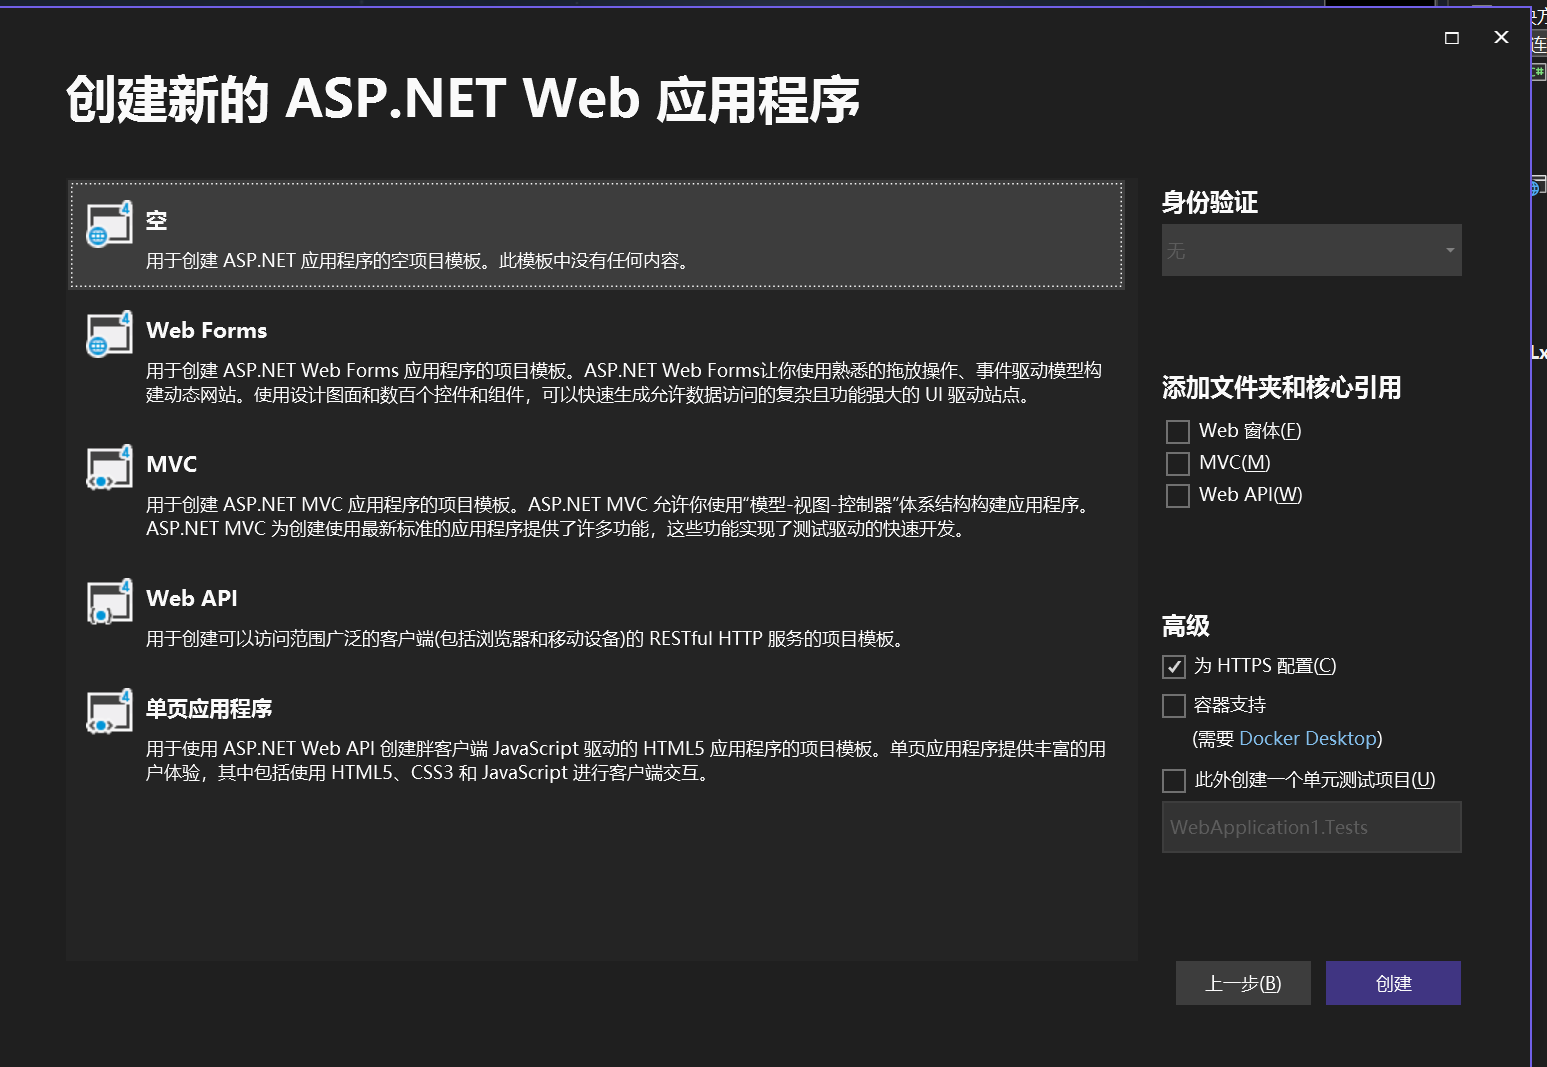 创建新的 ASP.NET Web 应用程序
空
用于创建 ASP.NET 应用程序的空项目模板。此模板中没有任何内容。
Web Forms
用于创建 ASP.NET Web Forms 应用程序的项目模板。ASP.NET Web Forms让你使用熟悉的拖放操作、事件驱动模型构
建动态网站。使用设计图面和数百个控件和组件，可以快速生成允许数据访问的复杂且功能强大的 UI 驱动站点。
MVC
用于创建 ASP.NET MVC 应用程序的项目模板。ASP.NET MVC 允许你使用“模型-视图-控制器”体系结构构建应用程序。
ASP.NET MVC 为创建使用最新标准的应用程序提供了许多功能，这些功能实现了测试驱动的快速开发。
Web API
用于创建可以访问范围广泛的客户端(包括浏览器和移动设备)的 RESTful HTTP 服务的项目模板。
单页应用程序
用于使用 ASP.NET Web API 创建胖客户端 JavaScript 驱动的 HTML5 应用程序的项目模板。单页应用程序提供丰富的用
户体验，其中包括使用 HTML5、CSS3 和 JavaScript 进行客户端交互。
身份验证
无
添加文件夹和核心引用
Web 窗体(F)
MVC(M)
Web API(W)
高级
为 HTTPS 配置(C)
容器支持
(需要 Docker Desktop)
此外创建一个单元测试项目(U)
WebApplication1.Tests
上一步(B)
创建
连
Lx